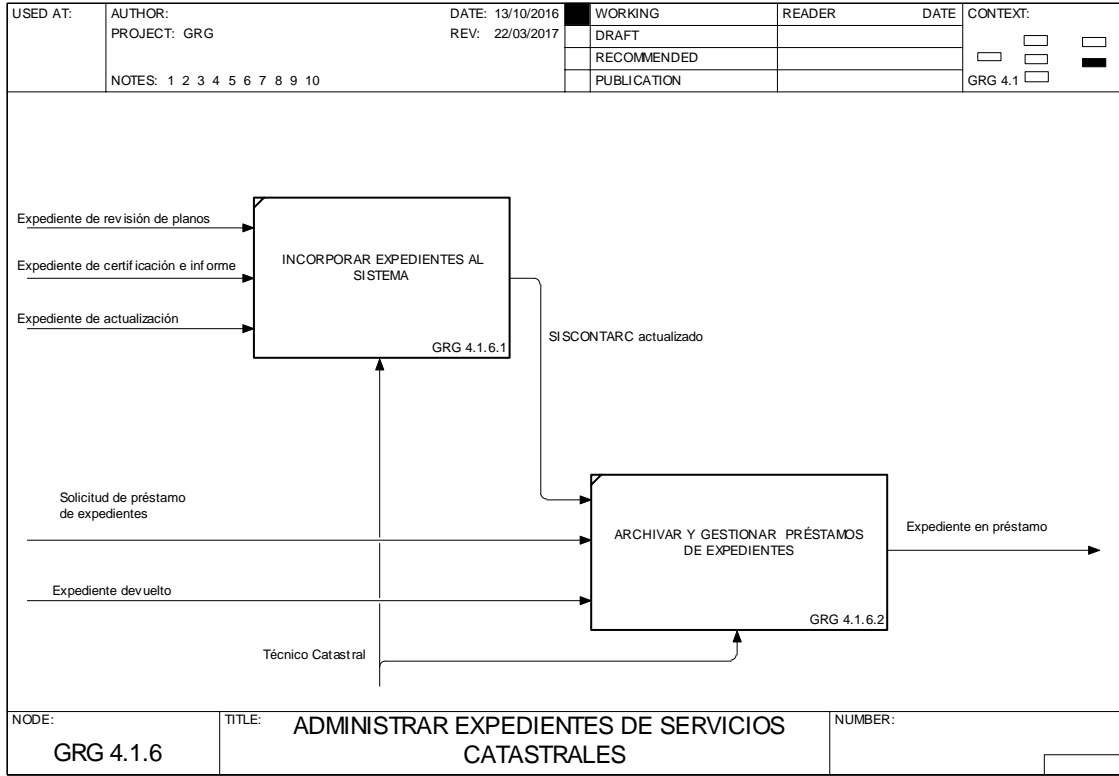 USED AT:
AUTHOR:
DATE: 13/10/2016
PROJECT: GRG
REV: 22/03/2017
NOTES: 1 2 3 4 5 6 7 8 9 10
WORKING
DRAFT
RECOMMENDED
PUBLICATION
READER DATE
CONTEXT:
GRG 4.1
Expediente de revisión de planos
Expediente de certificación e informe
Expediente de actualización
INCORPORAR EXPEDIENTES AL
SISTEMA
GRG 4.1.6.1
SISCONTARC actualizado
Solicitud de préstamo
de expedientes
Expediente devuelto
ARCHIVAR Y GESTIONAR PRÉSTAMOS
DE EXPEDIENTES
GRG 4.1.6.2
Expediente en préstamo
Técnico Catastral
NODE:
GRG 4.1.6
TITLE:
ADMINISTRAR EXPEDIENTES DE SERVICIOS
CATASTRALES
NUMBER: